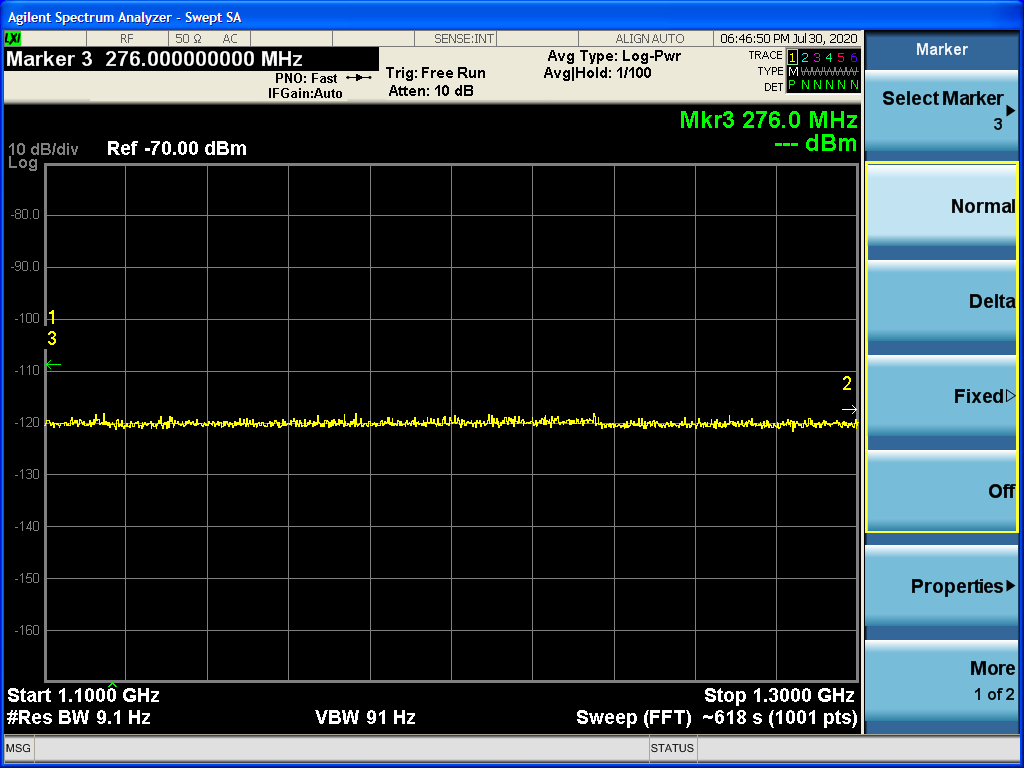 Agilent Spectrum Analyzer - Swept SA
LXI RF 50 Ω AC SENSE:INT ALIGN AUTO 06:46:50 PM Jul 30, 2020
Marker 3 276.000000000 MHz
PNO: Fast
IFGain:Auto
Trig: Free Run
Atten: 10 dB
Avg Type: Log-Pwr
Avg|Hold: 1/100
TRACE 1 2 3 4 5 6
TYPE M W W W W W
DET P N N N N N
Mkr3 276.0 MHz
--- dBm
10 dB/div
Log
Ref -70.00 dBm
-80.0
-90.0
-100
1
3
-110
2
-120
-130
-140
-150
-160
Start 1.1000 GHz Stop 1.3000 GHz
#Res BW 9.1 Hz VBW 91 Hz Sweep (FFT) ~618 s (1001 pts)
MSG STATUS
Marker
Select Marker
3
Normal
Delta
Fixed
Off
Properties
More
1 of 2